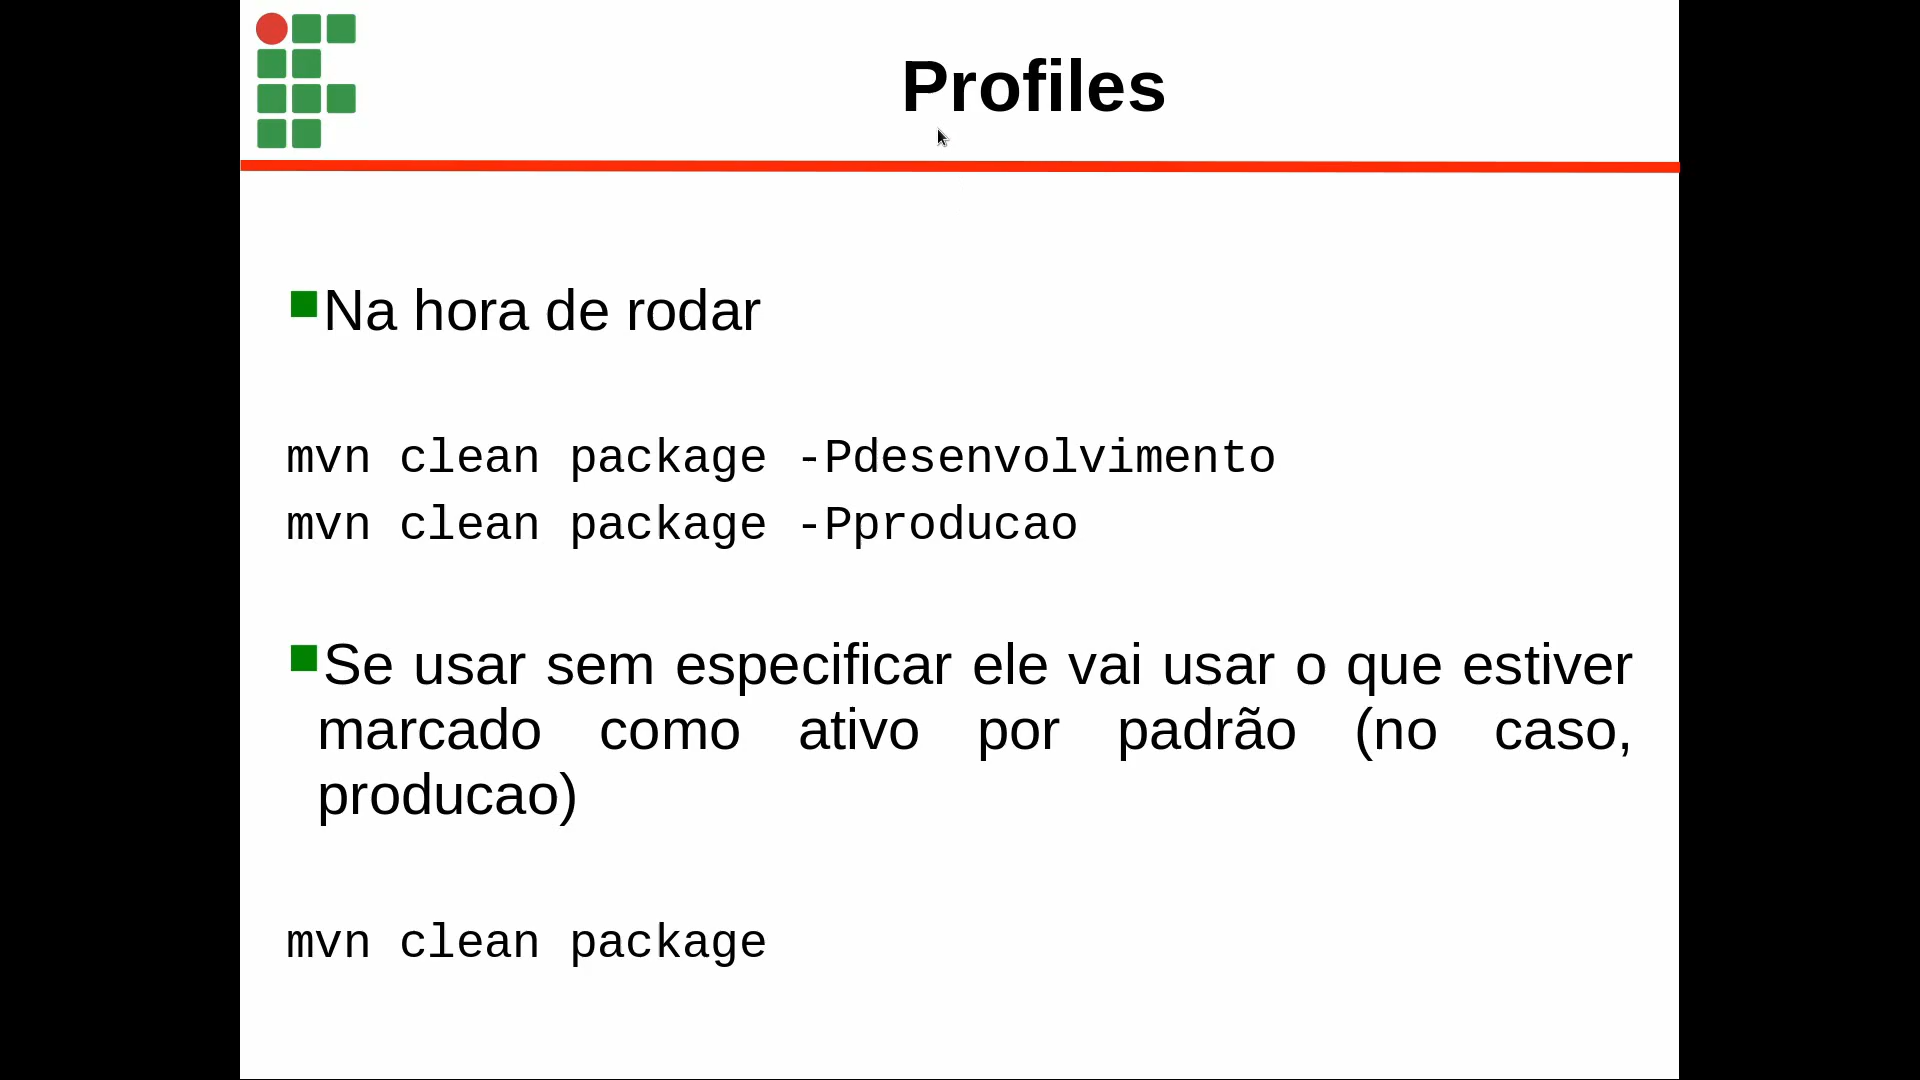 Profiles
Na hora de rodar
mvn clean package -Pdesenvolvimento
mvn clean package -Pproducao
Se usar sem especificar ele vai usar o que estiver
marcado como ativo por padrão (no caso,
producao)
mvn clean package